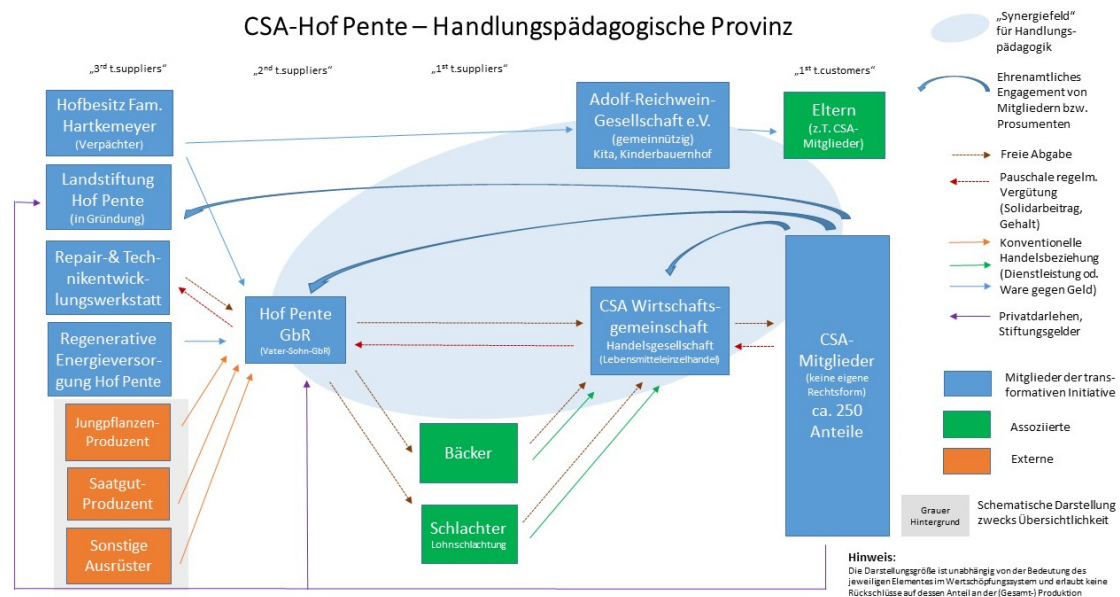 CSA-Hof Pente – Handlungspädagogische Provinz
„3rd t.suppliers"
„2nd t.suppliers"
„1st t.suppliers"
„1st t.customers"
Hofbesitz Fam.
Hartkemeyer
(Verpächter)
Landstiftung
Hof Pente
(in Gründung)
Repair-& Tech-
nikentwick-
lungswerkstatt
Regenerative
Energieversor-
gung Hof Pente
Jungpflanzen-
Produzent
Saatgut-
Produzent
Sonstige
Ausrüster
Hof Pente
GbR
(Vater-Sohn-GbR)
Bäcker
Schlachter
Lohnschlachtung
Adolf-Reichwein-
Gesellschaft e.V.
(gemeinnützig)
Kita, Kinderbauernhof
CSA Wirtschafts-
gemeinschaft
Handelsgesellschaft
(Lebensmitteleinzelhandel)
Eltern
(z.T. CSA-
Mitglieder)
CSA-
Mitglieder
(keine eigene
Rechtsform)
ca. 250
Anteile
„Synergiefeld"
für Handlungs-
pädagogik
Ehrenamtliches
Engagement von
Mitgliedern bzw.
Prosumenten
Freie Abgabe
Pauschale regelm.
Vergütung
(Solidarbeitrag,
Gehalt)
Konventionelle
Handelsbeziehung
(Dienstleistung od.
Ware gegen Geld)
Privatdarlehen,
Stiftungsgelder
Mitglieder der trans-
formativen Initiative
Assoziierte
Externe
Grauer
Hintergrund
Schematische Darstellung
zwecks Übersichtlichkeit
Hinweis:
Die Darstellungsgröße ist unabhängig von der Bedeutung des
jeweiligen Elementes im Wertschöpfungssystem und erlaubt keine
Rückschlüsse auf dessen Anteil an der (Gesamt-) Produktion